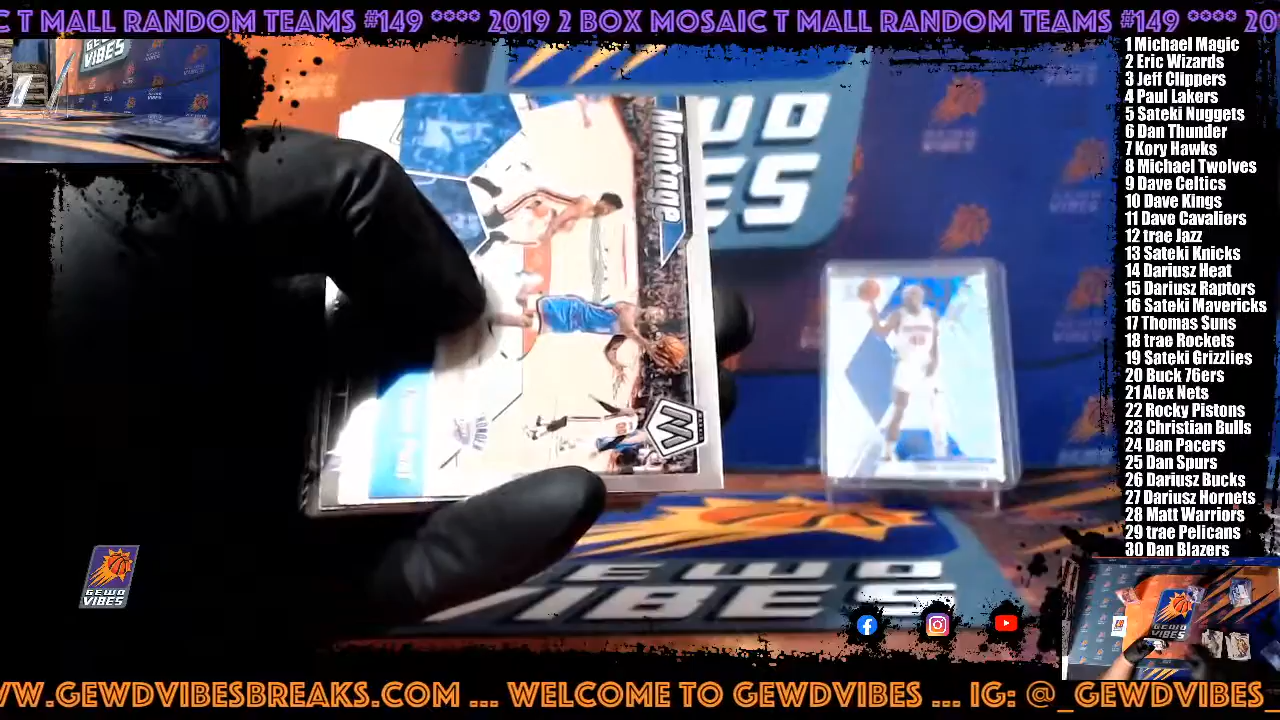 C T MALL RANDOM TEAMS #149 **** 2019 2 BOX MOSAIC T MALL RANDOM TEAMS #149 **** 20
1 Michael Magic
2 Eric Wizards
3 Jeff Clippers
4 Paul Lakers
5 Sateki Nuggets
6 Dan Thunder
7 Kory Hawks
8 Michael Twolves
9 Dave Celtics
10 Dave Kings
11 Dave Cavaliers
12 trae Jazz
13 Sateki Knicks
14 Dariusz Heat
15 Dariusz Raptors
16 Sateki Mavericks
17 Thomas Suns
18 trae Rockets
19 Sateki Grizzlies
20 Buck 76ers
21 Alex Nets
22 Rocky Pistons
23 Christian Bulls
24 Dan Pacers
25 Dan Spurs
26 Dariusz Bucks
27 Dariusz Hornets
28 Matt Warriors
29 trae Pelicans
30 Dan Blazers
GEWD
VIBES
Montage
WD
ES
GEWD
VIBES
EWD
IBES
GEWD
VIBES
WW.GEWDVIBESBREAKS.COM ... WELCOME TO GEWDVIBES ... IG: @_GEWDVIBES_